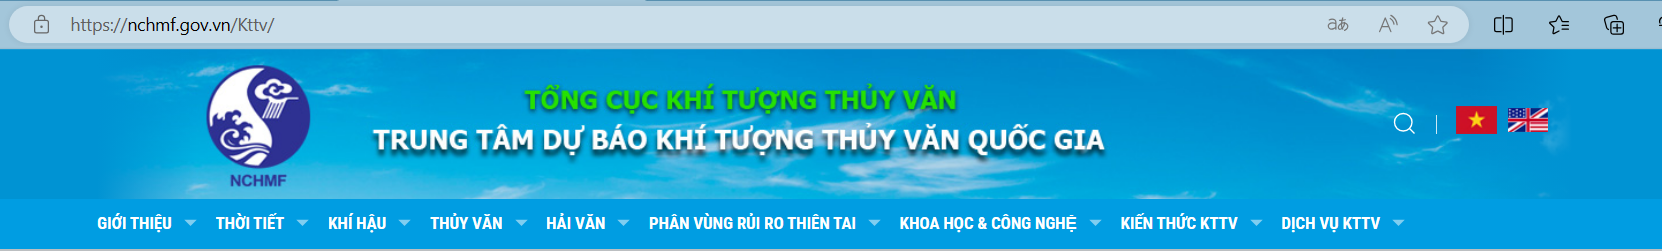 https://nchmf.gov.vn/Kttv/
TỔNG CỤC KHÍ TƯỢNG THỦY VĂN
TRUNG TÂM DỰ BÁO KHÍ TƯỢNG THỦY VĂN QUỐC GIA
NCHMF
GIỚI THIỆU THỜI TIẾT KHÍ HẬU THỦY VĂN HẢI VĂN PHÂN VÙNG RỦI RO THIÊN TAI KHOA HỌC & CÔNG NGHỆ KIẾN THỨC KTTV DỊCH VỤ KTTV